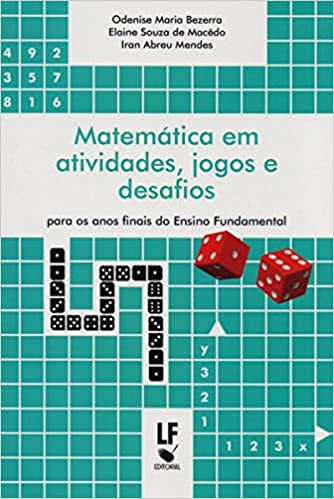 Odenise Maria Bezerra
Elaine Souza de Macêdo
Iran Abreu Mendes
4 9 2
3 5 7
8 1 6
Matemática em
atividades, jogos e
desafios
para os anos finais do Ensino Fundamental
y
3
2
1
1 2 3 x
LF
EDITORIAL